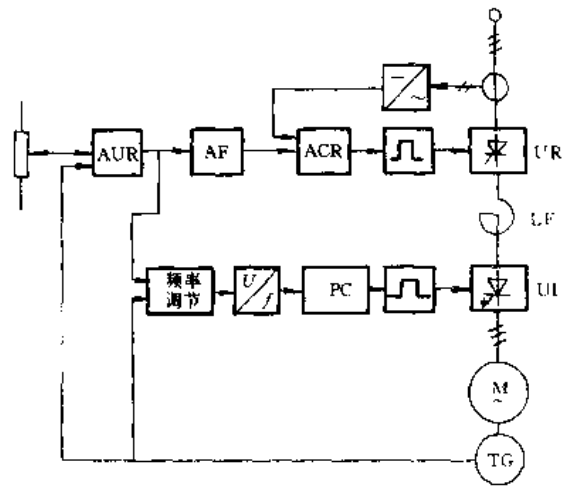 −
~
AUR
AF
ACR
UR
LF
频率
调节
U/f
PC
UI
M
~
TG